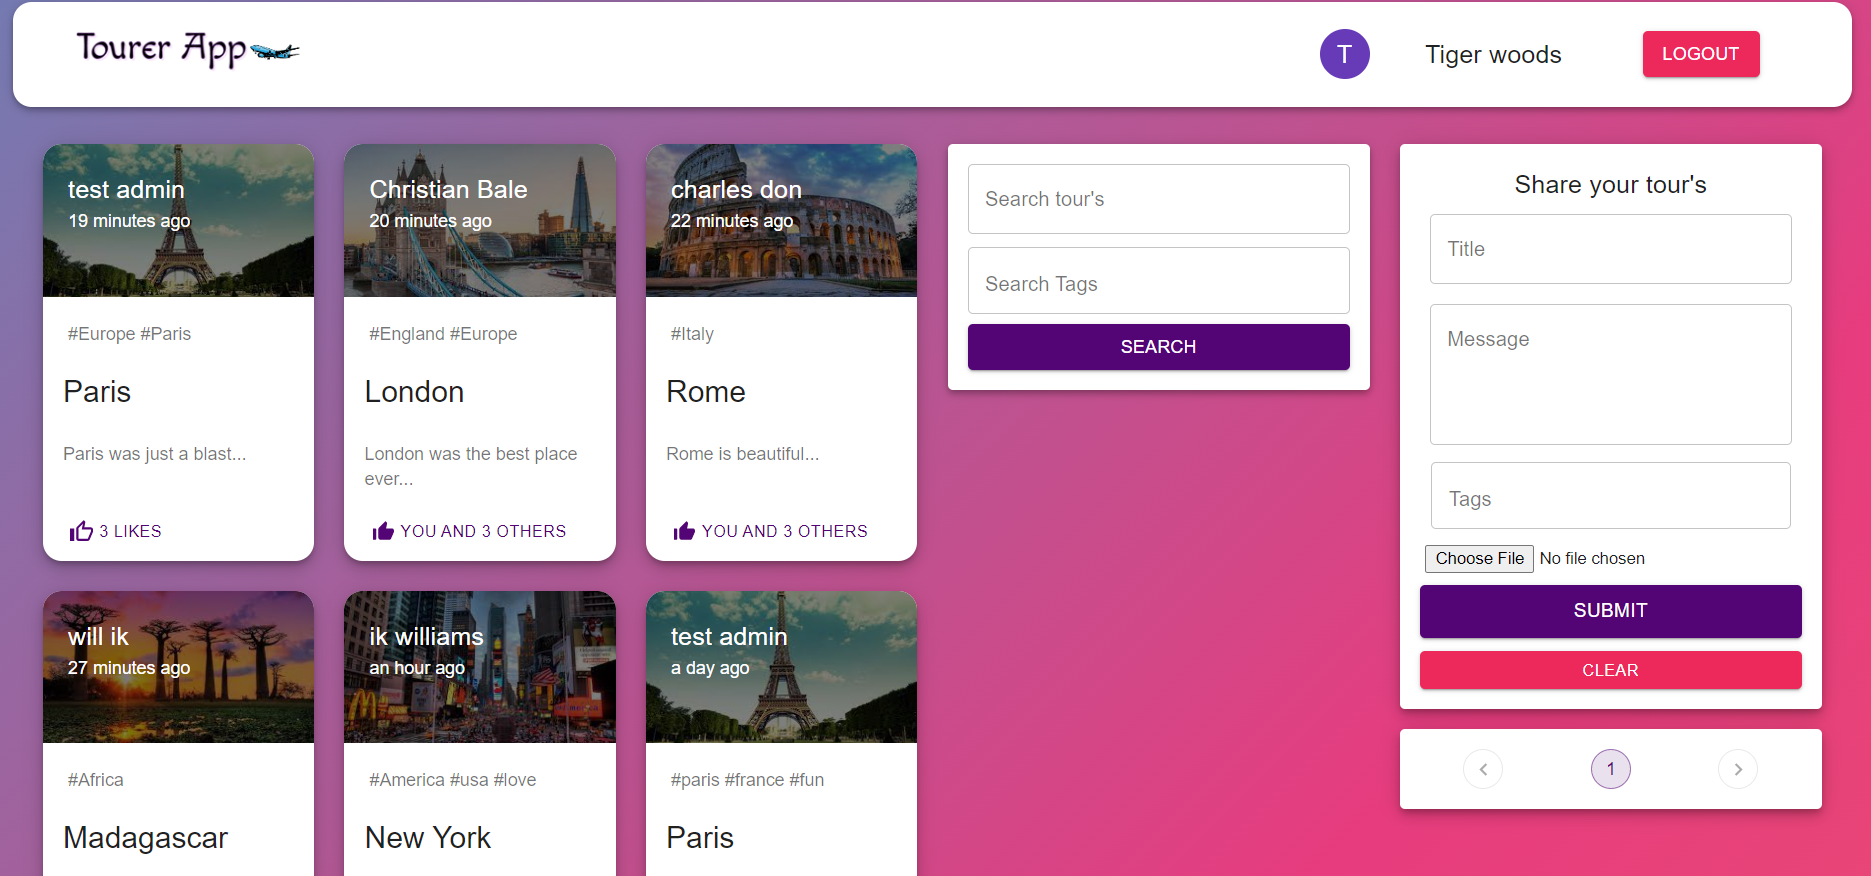 Tourer App
T
Tiger woods
LOGOUT
test admin
19 minutes ago
#Europe #Paris
Paris
Paris was just a blast...
3 LIKES
Christian Bale
20 minutes ago
#England #Europe
London
London was the best place
ever...
YOU AND 3 OTHERS
charles don
22 minutes ago
#Italy
Rome
Rome is beautiful...
YOU AND 3 OTHERS
will ik
27 minutes ago
#Africa
Madagascar
ik williams
an hour ago
#America #usa #love
New York
test admin
a day ago
#paris #france #fun
Paris
Search tour's
Search Tags
SEARCH
Share your tour's
Title
Message
Tags
Choose File No file chosen
SUBMIT
CLEAR
1